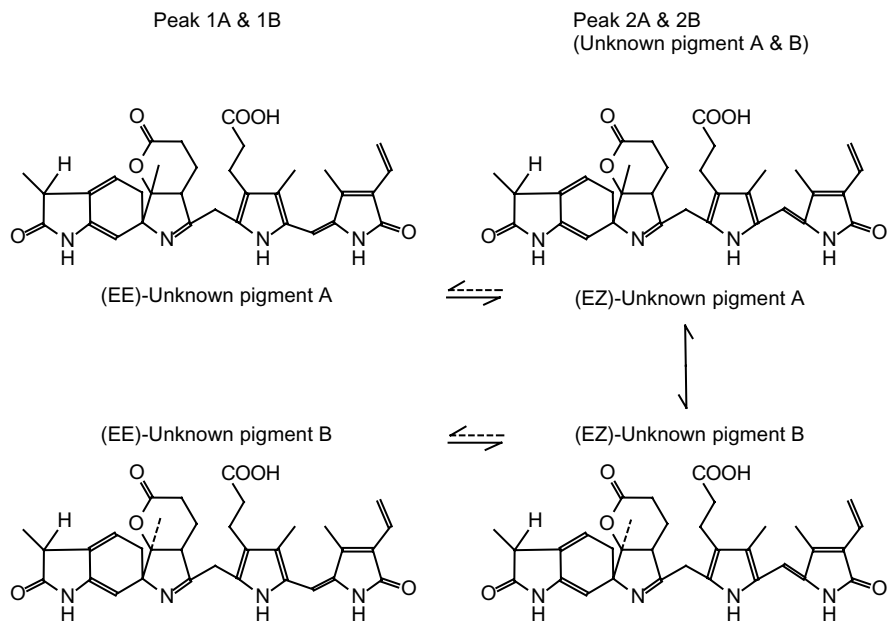 Peak 1A & 1B
Peak 2A & 2B
(Unknown pigment A & B)
O
COOH
H
O
O
N
H
N
N
H
N
H
O
(EE)-Unknown pigment A
O
COOH
H
O
O
N
H
N
N
H
N
H
O
(EZ)-Unknown pigment A
(EE)-Unknown pigment B
(EZ)-Unknown pigment B
O
COOH
H
O
O
N
H
N
N
H
N
H
O
O
COOH
H
O
O
N
H
N
N
H
N
H
O